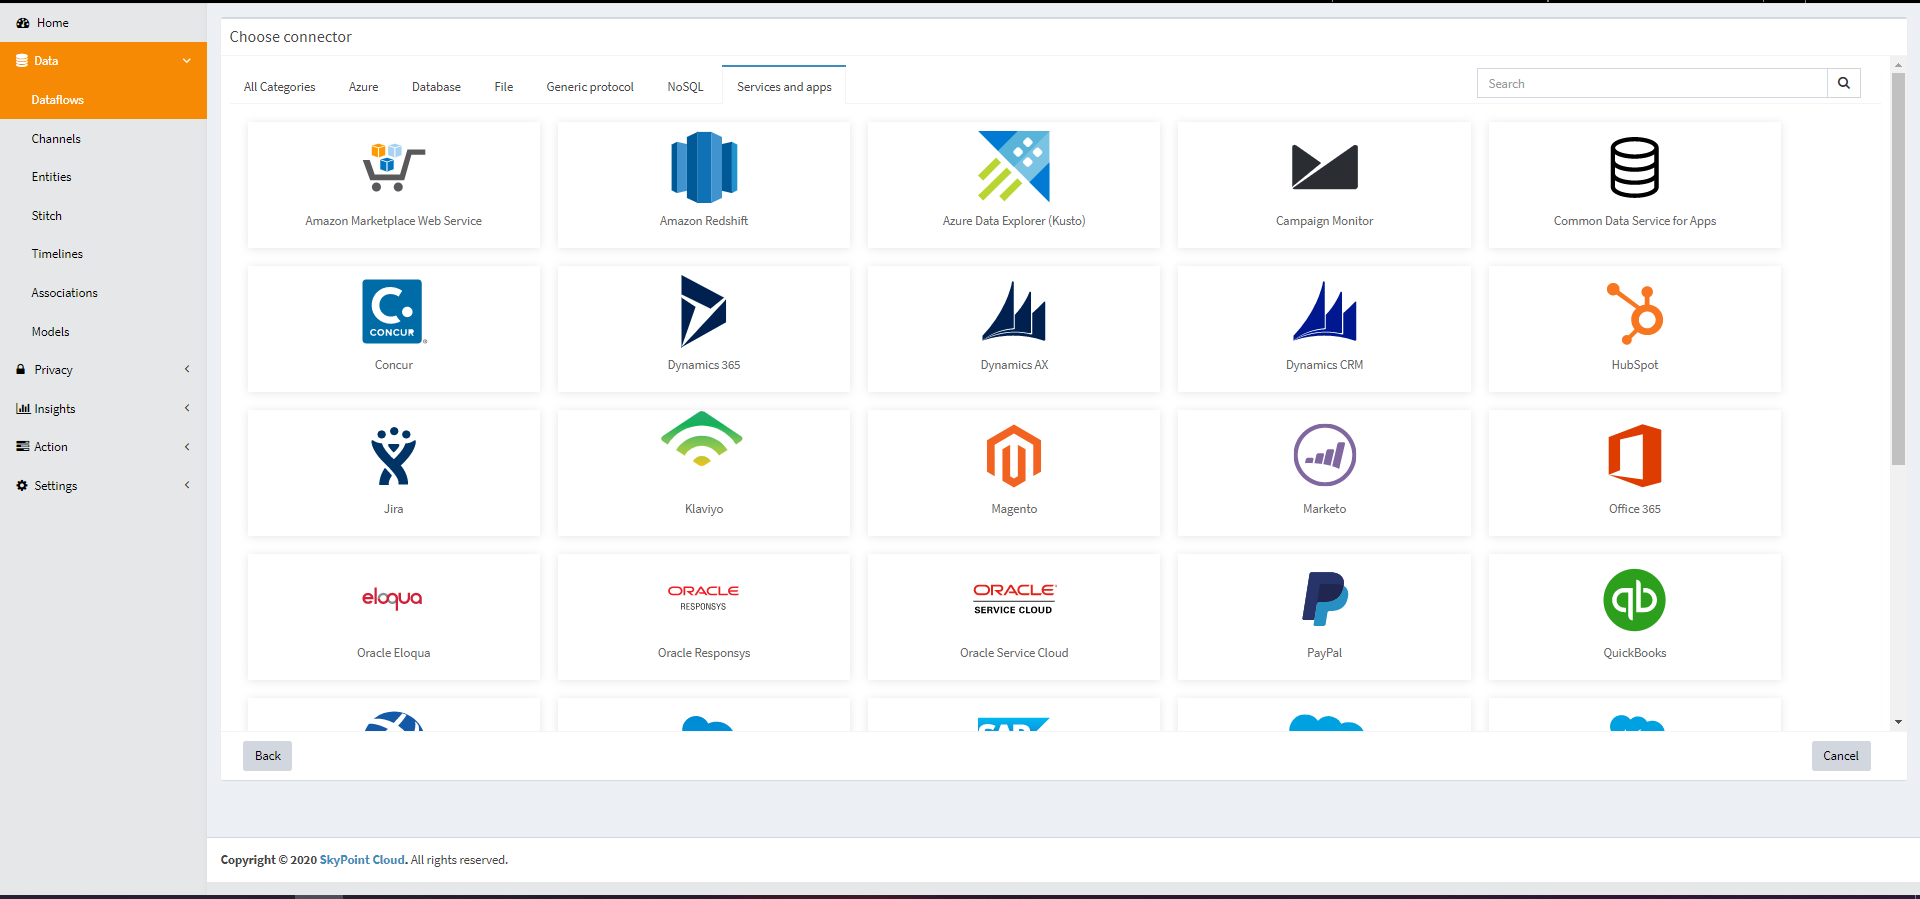 Home
Data
Dataflows
Channels
Entities
Stitch
Timelines
Associations
Models
Privacy
Insights
Action
Settings
Choose connector
All Categories Azure Database File Generic protocol NoSQL Services and apps Search
Amazon Marketplace Web Service Amazon Redshift Azure Data Explorer (Kusto) Campaign Monitor Common Data Service for Apps
C.
CONCUR
Concur Dynamics 365 Dynamics AX Dynamics CRM HubSpot
Jira Klaviyo Magento Marketo Office 365
eloqua ORACLE RESPONSYS ORACLE SERVICE CLOUD qb
Oracle Eloqua Oracle Responsys Oracle Service Cloud PayPal QuickBooks
SAP
Back Cancel
Copyright © 2020 SkyPoint Cloud. All rights reserved.